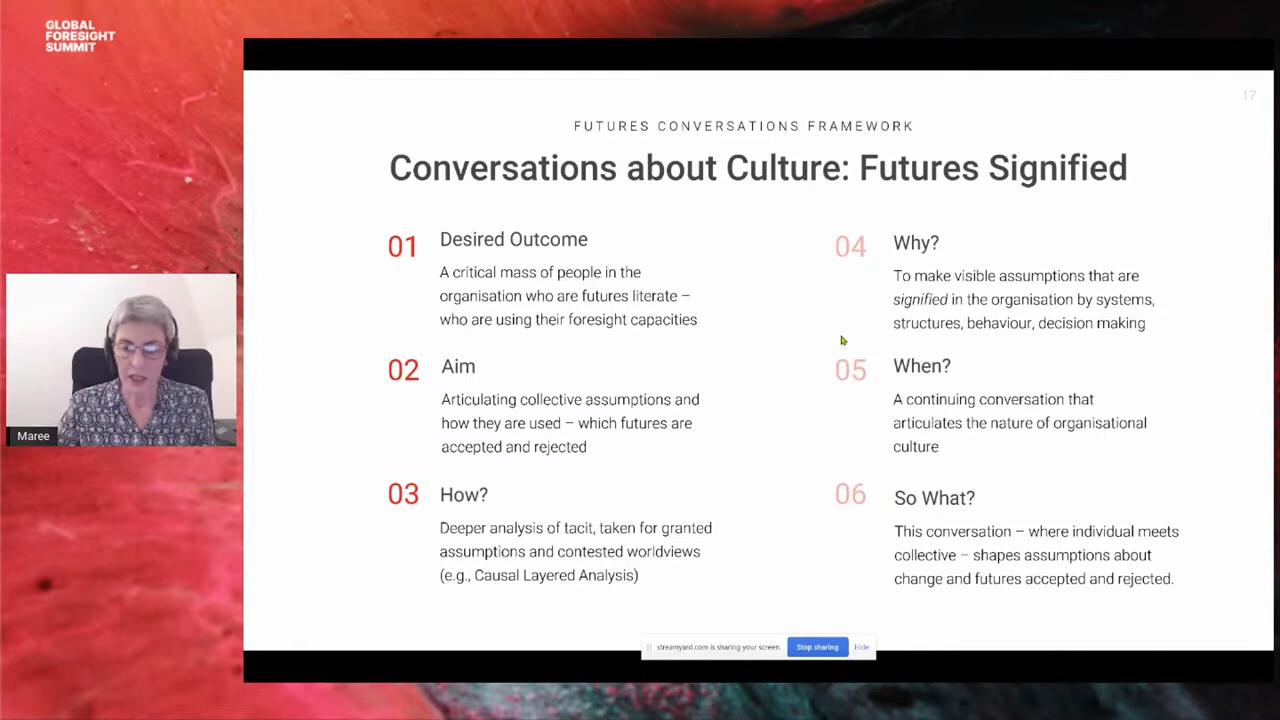 GLOBAL
FORESIGHT
SUMMIT
17
FUTURES CONVERSATIONS FRAMEWORK
Conversations about Culture: Futures Signified
01
Desired Outcome
A critical mass of people in the
organisation who are futures literate –
who are using their foresight capacities
02
Aim
Articulating collective assumptions and
how they are used – which futures are
accepted and rejected
03
How?
Deeper analysis of tacit, taken for granted
assumptions and contested worldviews
(e.g., Causal Layered Analysis)
04
Why?
To make visible assumptions that are
signified in the organisation by systems,
structures, behaviour, decision making
05
When?
A continuing conversation that
articulates the nature of organisational
culture
06
So What?
This conversation – where individual meets
collective – shapes assumptions about
change and futures accepted and rejected.
Maree
streamyard.com is sharing your screen.
Stop sharing
Hide